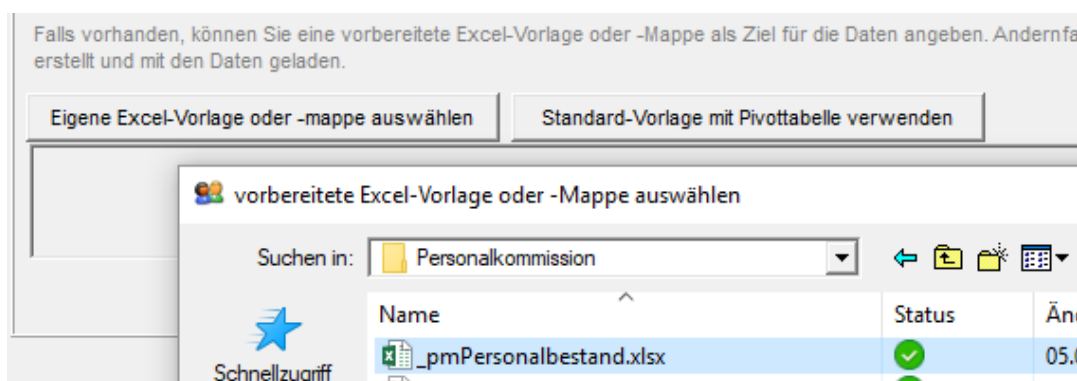 Falls vorhanden, können Sie eine vorbereitete Excel-Vorlage oder -Mappe als Ziel für die Daten angeben.
erstellt und mit den Daten geladen.
Eigene Excel-Vorlage oder -mappe auswählen
Standard-Vorlage mit Pivottabelle verwenden
vorbereitete Excel-Vorlage oder -Mappe auswählen
Suchen in:
Personalkommission
Name
Status
Schnellzugriff
_pmPersonalbestand.xlsx